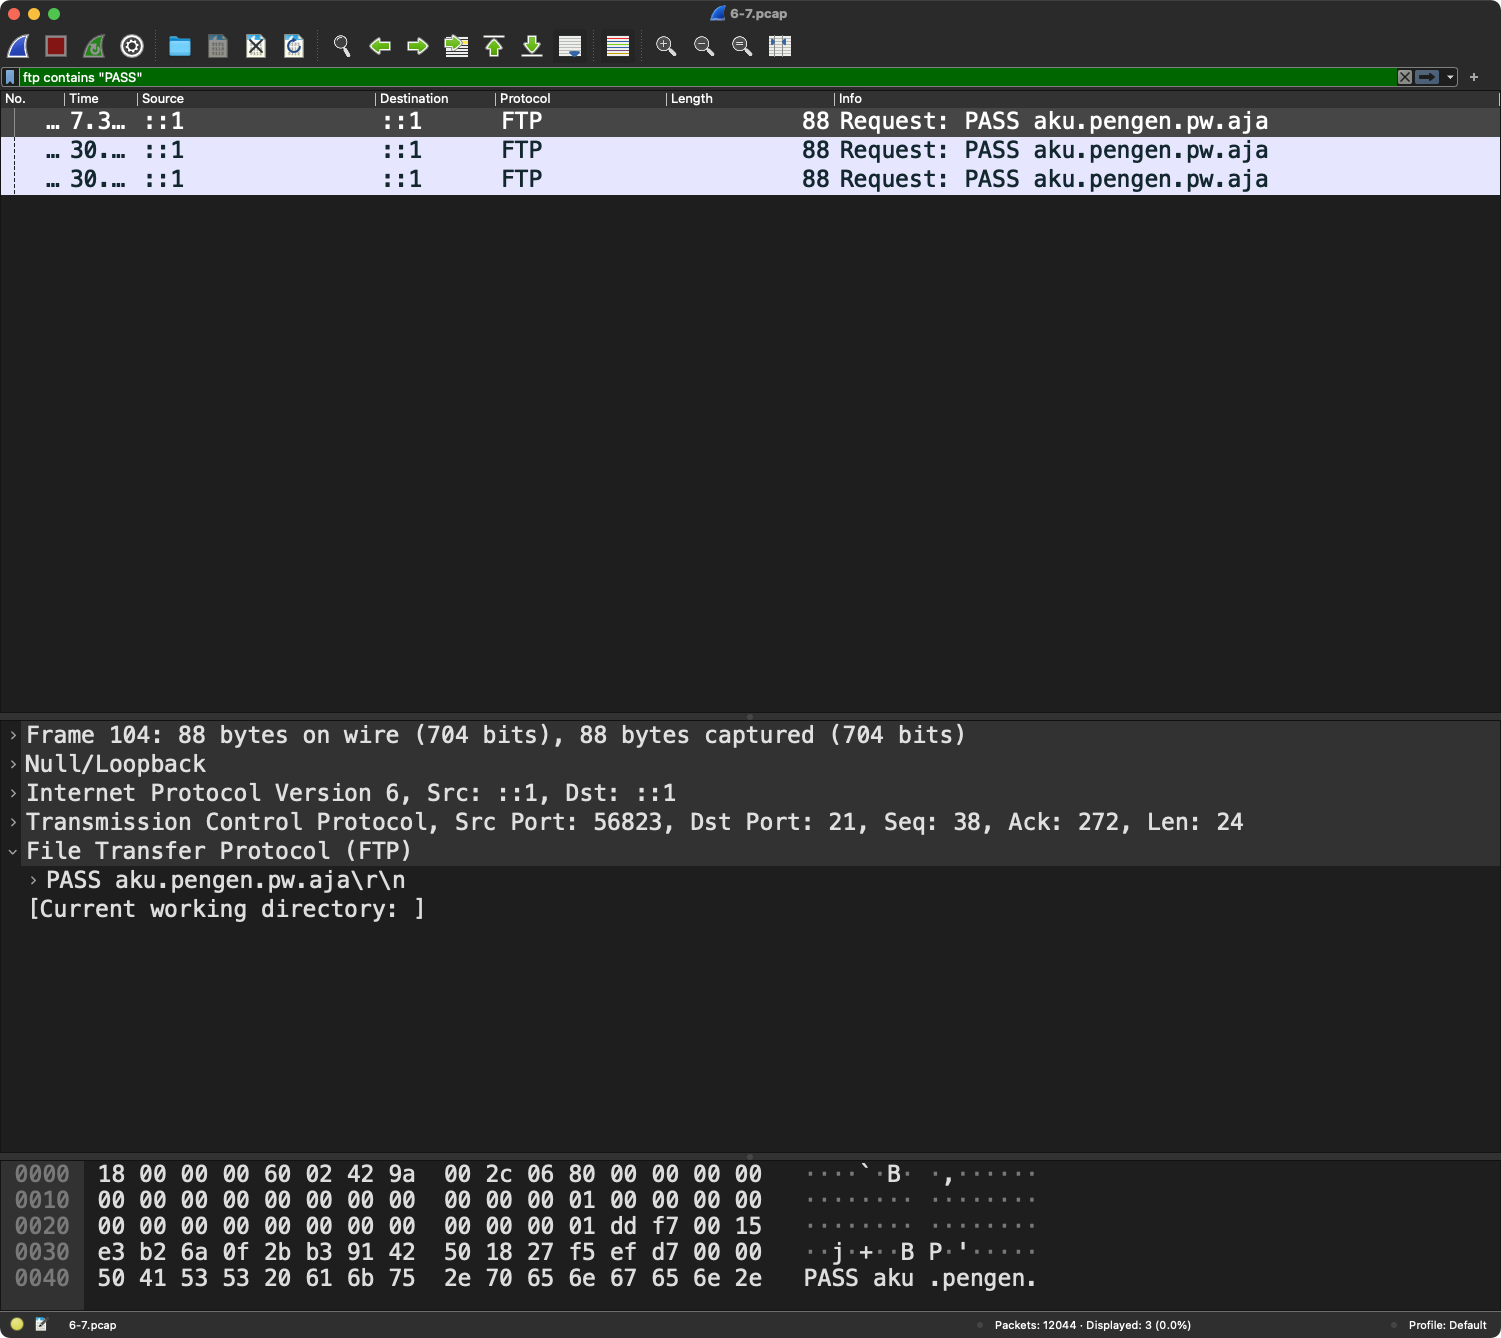 6-7.pcap
ftp contains "PASS"
No. Time Source Destination Protocol Length Info
… 7.3… ::1 ::1 FTP 88 Request: PASS aku.pengen.pw.aja
… 30.… ::1 ::1 FTP 88 Request: PASS aku.pengen.pw.aja
… 30.… ::1 ::1 FTP 88 Request: PASS aku.pengen.pw.aja
Frame 104: 88 bytes on wire (704 bits), 88 bytes captured (704 bits)
Null/Loopback
Internet Protocol Version 6, Src: ::1, Dst: ::1
Transmission Control Protocol, Src Port: 56823, Dst Port: 21, Seq: 38, Ack: 272, Len: 24
File Transfer Protocol (FTP)
PASS aku.pengen.pw.aja\r\n
[Current working directory: ]
0000 18 00 00 00 60 02 42 9a 00 2c 06 80 00 00 00 00 ····`·B· ·,······
0010 00 00 00 00 00 00 00 00 00 00 00 01 00 00 00 00 ········ ········
0020 00 00 00 00 00 00 00 00 00 00 00 01 dd f7 00 15 ········ ········
0030 e3 b2 6a 0f 2b b3 91 42 50 18 27 f5 ef d7 00 00 ··j·+··B P·'·····
0040 50 41 53 53 20 61 6b 75 2e 70 65 6e 67 65 6e 2e PASS aku .pengen.
6-7.pcap Packets: 12044 · Displayed: 3 (0.0%) Profile: Default